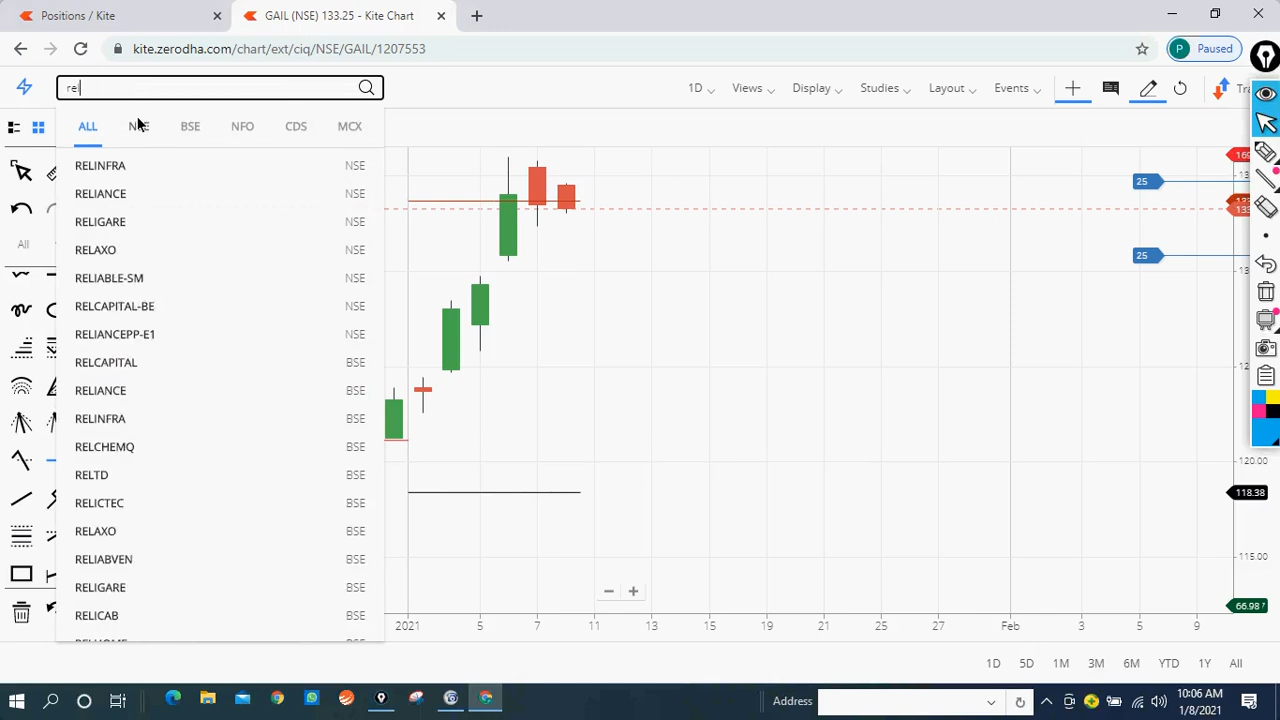 Positions / Kite
GAIL (NSE) 133.25 - Kite Chart
kite.zerodha.com/chart/ext/ciq/NSE/GAIL/1207553
Paused
rel
1D Views Display Studies Layout Events
ALL NSE BSE NFO CDS MCX
RELINFRA NSE
RELIANCE NSE
RELIGARE NSE
RELAXO NSE
RELIABLE-SM NSE
RELCAPITAL-BE NSE
RELIANCEPP-E1 NSE
RELCAPITAL BSE
RELIANCE BSE
RELINFRA BSE
RELCHEMQ BSE
RELTD BSE
RELICTEC BSE
RELAXO BSE
RELIABVEN BSE
RELIGARE BSE
RELICAB BSE
All
25
25
120.00
118.38
115.00
66.98
2021 5 7 11 13 15 19 21 25 27 Feb 3 5 9
1D 5D 1M 3M 6M YTD 1Y All
Address
10:06 AM
1/8/2021